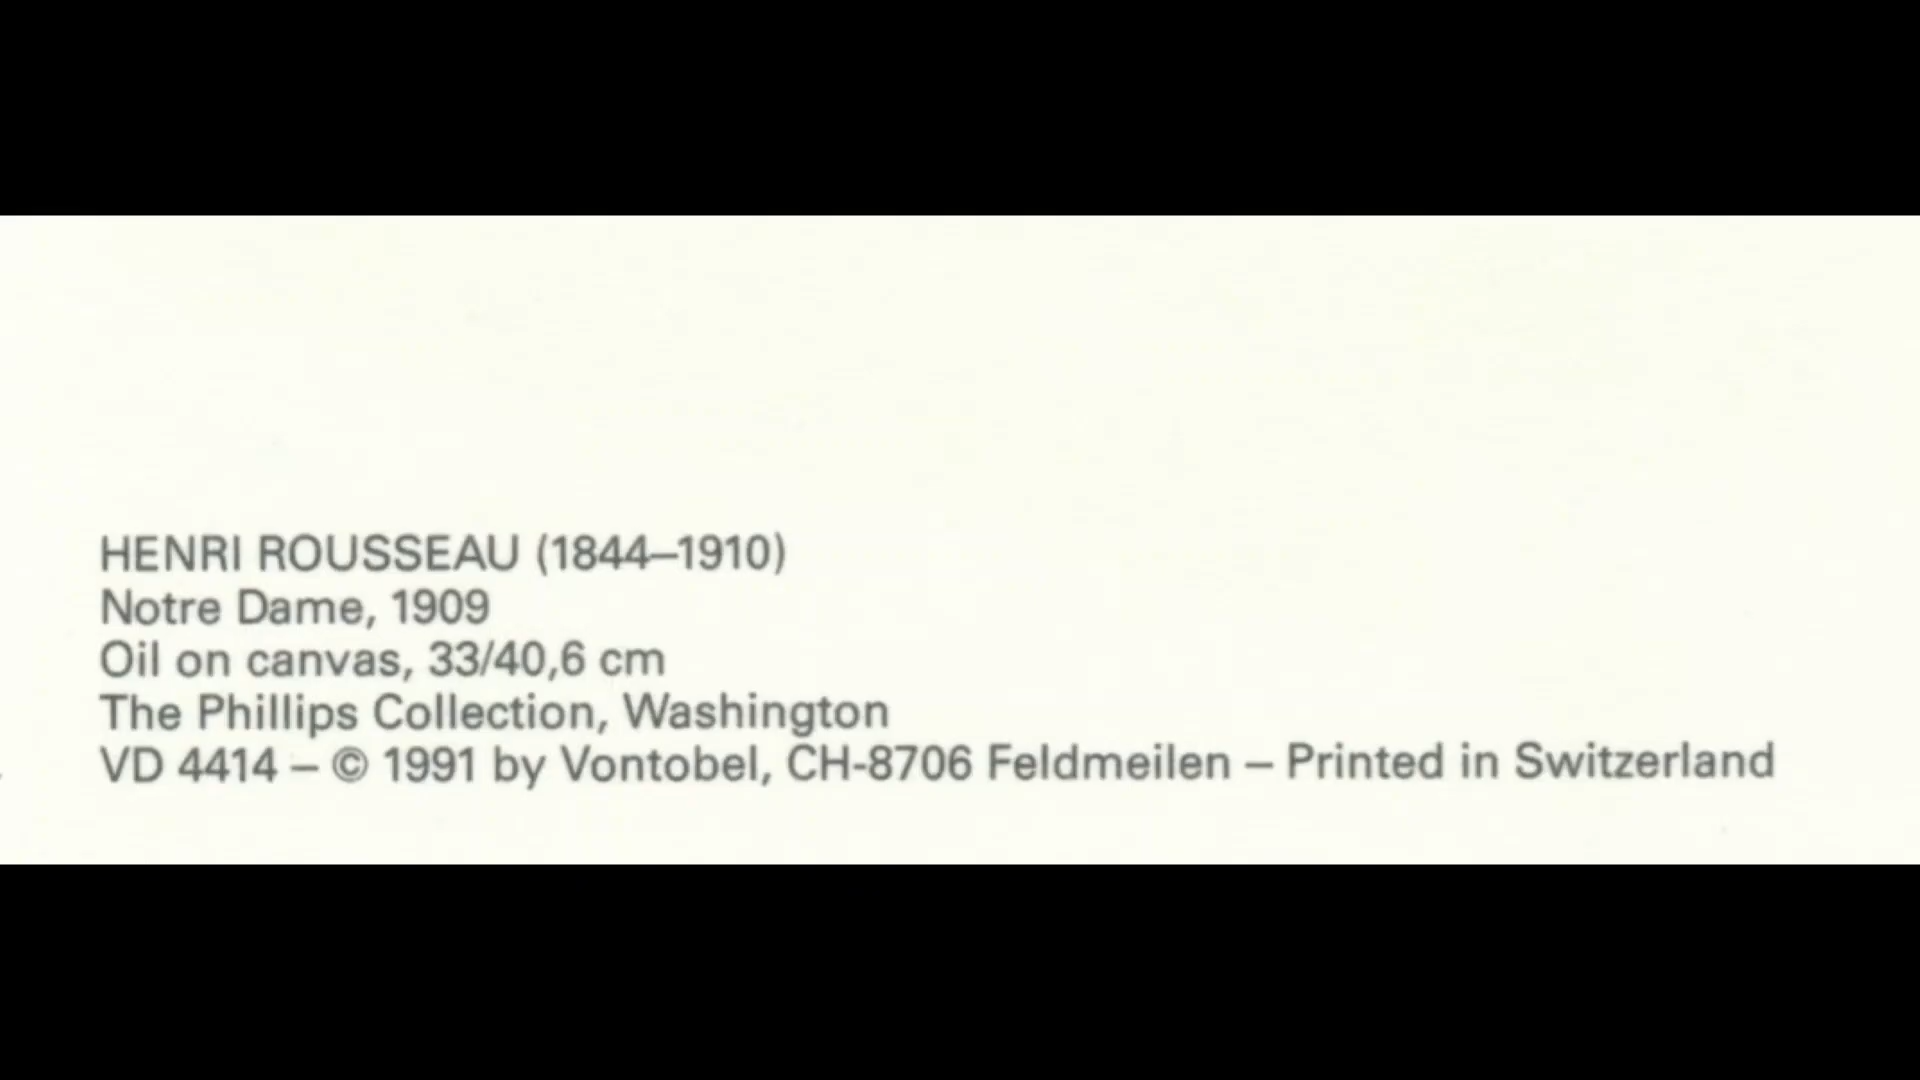 HENRI ROUSSEAU (1844–1910)
Notre Dame, 1909
Oil on canvas, 33/40,6 cm
The Phillips Collection, Washington
VD 4414 – © 1991 by Vontobel, CH-8706 Feldmeilen – Printed in Switzerland